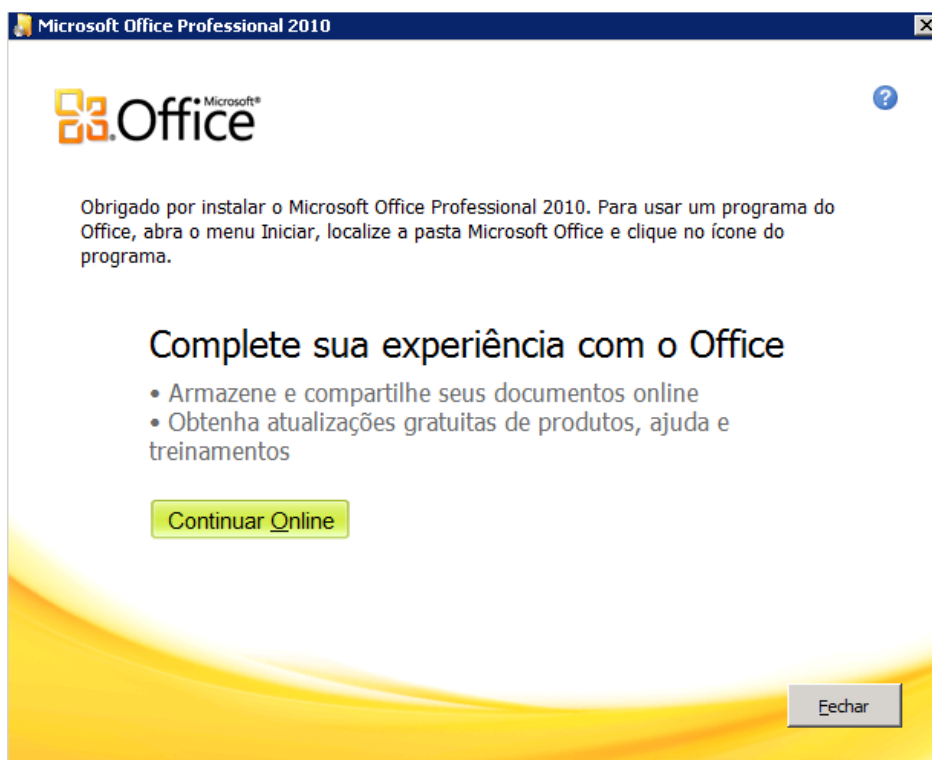 Microsoft Office Professional 2010
Microsoft®
Office
?
Obrigado por instalar o Microsoft Office Professional 2010. Para usar um programa do
Office, abra o menu Iniciar, localize a pasta Microsoft Office e clique no ícone do
programa.
Complete sua experiência com o Office
• Armazene e compartilhe seus documentos online
• Obtenha atualizações gratuitas de produtos, ajuda e
treinamentos
Continuar Online
Fechar